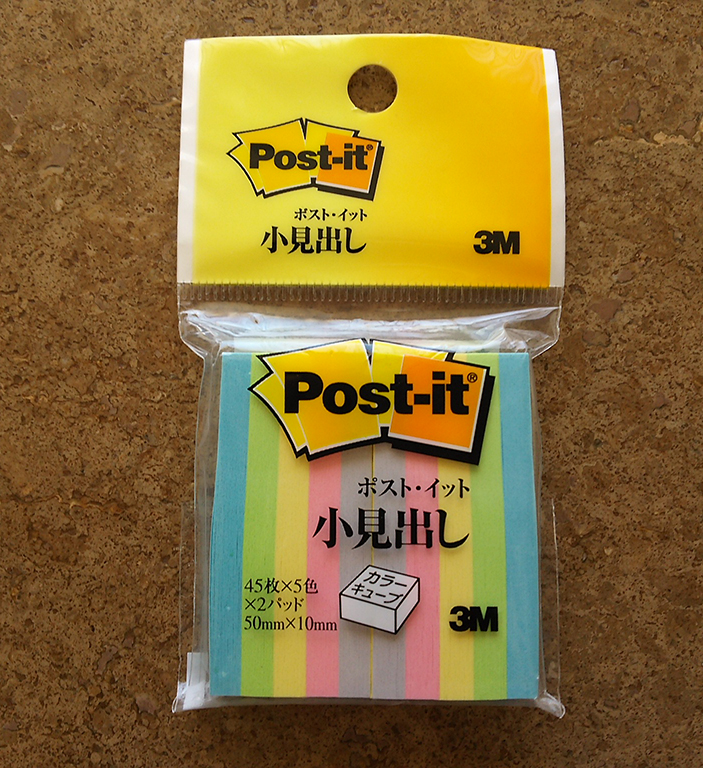 Post-it®
ポスト・イット
小見出し
3M
Post-it®
ポスト・イット
小見出し
45枚×5色
×2パッド
50mm×10mm
カラー
キューブ
3M